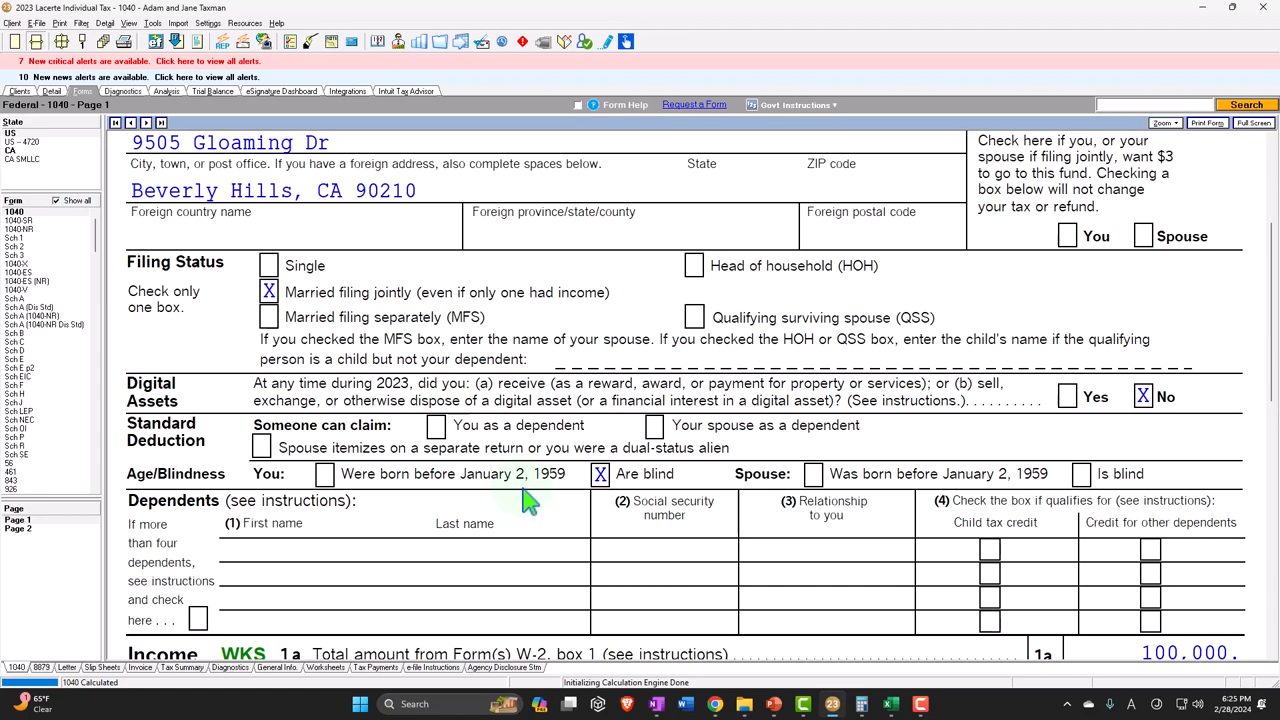 2023 Lacerte Individual Tax - 1040 - Adam and Jane Taxman
Client E-File Print Filter Detail View Tools Import Settings Resources Help
7 New critical alerts are available. Click here to view all alerts.
10 New news alerts are available. Click here to view all alerts.
Clients Detail Forms Diagnostics Analysis Trial Balance eSignature Dashboard Integrations Intuit Tax Advisor
Federal - 1040 - Page 1
Form Help Request a Form Govt Instructions Search
State
US
US - 4720
CA
CA SMLLC
Zoom Print Form Full Screen
Form Show all
1040
1040-SR
1040-NR
Sch 1
Sch 2
Sch 3
1040-X
1040-ES
1040-ES (NR)
1040-V
Sch A
Sch A (Dis Std)
Sch A (1040-NR)
Sch A (1040-NR Dis Std)
Sch B
Sch C
Sch D
Sch E
Sch E p2
Sch EIC
Sch F
Sch H
Sch J
Sch LEP
Sch NEC
Sch OI
Sch P
Sch R
Sch SE
56
461
843
926
Page
Page 1
Page 2
9505 Gloaming Dr
City, town, or post office. If you have a foreign address, also complete spaces below. State ZIP code
Beverly Hills, CA 90210
Foreign country name Foreign province/state/county Foreign postal code
Check here if you, or your
spouse if filing jointly, want $3
to go to this fund. Checking a
box below will not change
your tax or refund.
You Spouse
Filing Status
Check only
one box.
Single Head of household (HOH)
X Married filing jointly (even if only one had income)
Married filing separately (MFS) Qualifying surviving spouse (QSS)
If you checked the MFS box, enter the name of your spouse. If you checked the HOH or QSS box, enter the child's name if the qualifying
person is a child but not your dependent:
Digital
Assets
At any time during 2023, did you: (a) receive (as a reward, award, or payment for property or services); or (b) sell,
exchange, or otherwise dispose of a digital asset (or a financial interest in a digital asset)? (See instructions.) . . . . . . . . . . Yes X No
Standard
Deduction
Someone can claim: You as a dependent Your spouse as a dependent
Spouse itemizes on a separate return or you were a dual-status alien
Age/Blindness You: Were born before January 2, 1959 X Are blind Spouse: Was born before January 2, 1959 Is blind
Dependents (see instructions):
If more
than four
dependents,
see instructions
and check
here . . .
(1) First name Last name
(2) Social security
number
(3) Relationship
to you
(4) Check the box if qualifies for (see instructions):
Child tax credit Credit for other dependents
Income WKS 1a Total amount from Form(s) W-2, box 1 (see instructions) 1a 100,000.
1040 8879 Letter Slip Sheets Invoice Tax Summary Diagnostics General Info. Worksheets Tax Payments e-file Instructions Agency Disclosure Stm
1040 Calculated Initializing Calculation Engine Done
65°F
Clear
Search
6:25 PM
2/28/2024